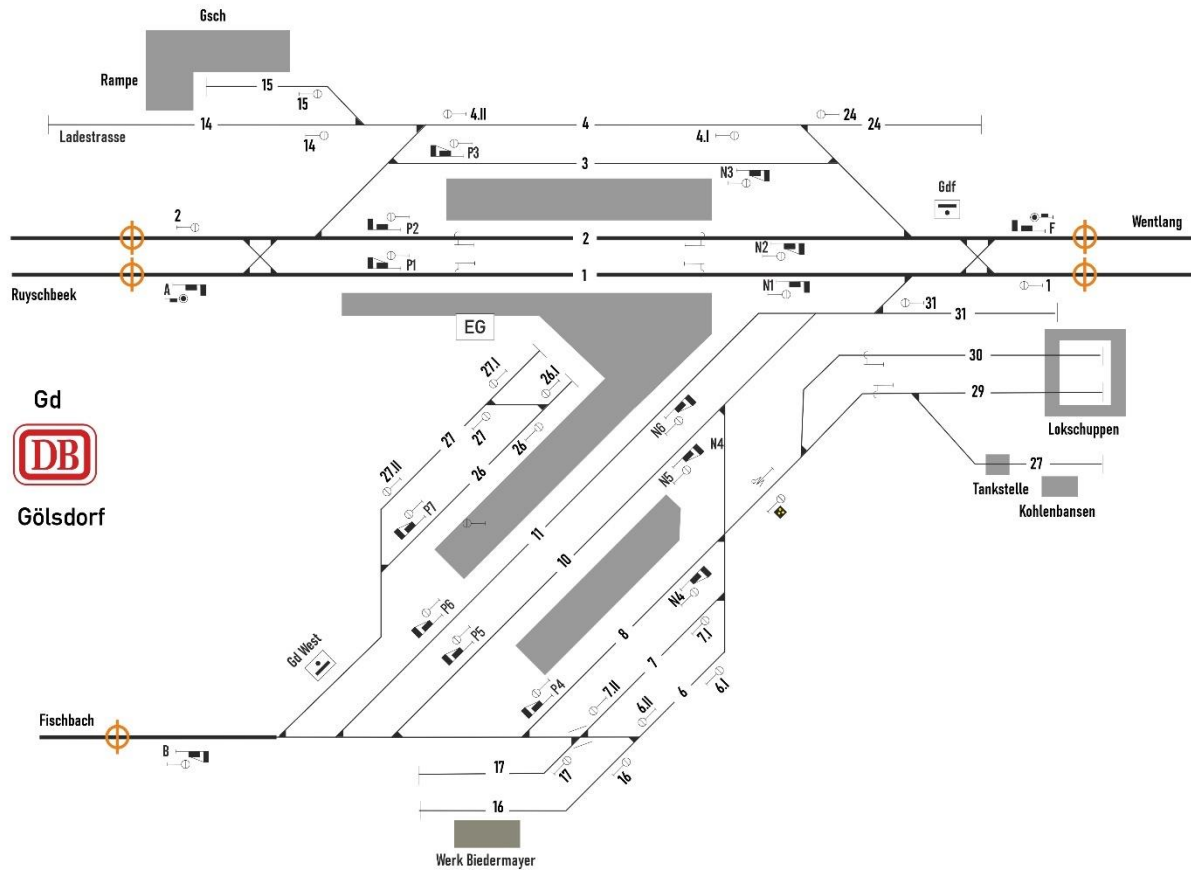 Gsch
Rampe
15
15
4.II
24
Ladestrasse
14
4
24
14
4.I
P3
3
N3
Gdf
2
P2
F
Wentlang
2
N2
P1
1
Ruyschbeek
A
N1
1
EG
31
31
27.I
26.I
30
29
Gd
DB
Gölsdorf
27
27
26
N6
N4
Lokschuppen
27.II
26
N5
27
Tankstelle
Kohlenbansen
P7
11
10
P6
P5
N4
8
7
7.I
Gd West
P4
7.II
6.II
6
6.I
Fischbach
B
17
17
16
16
Werk Biedermayer